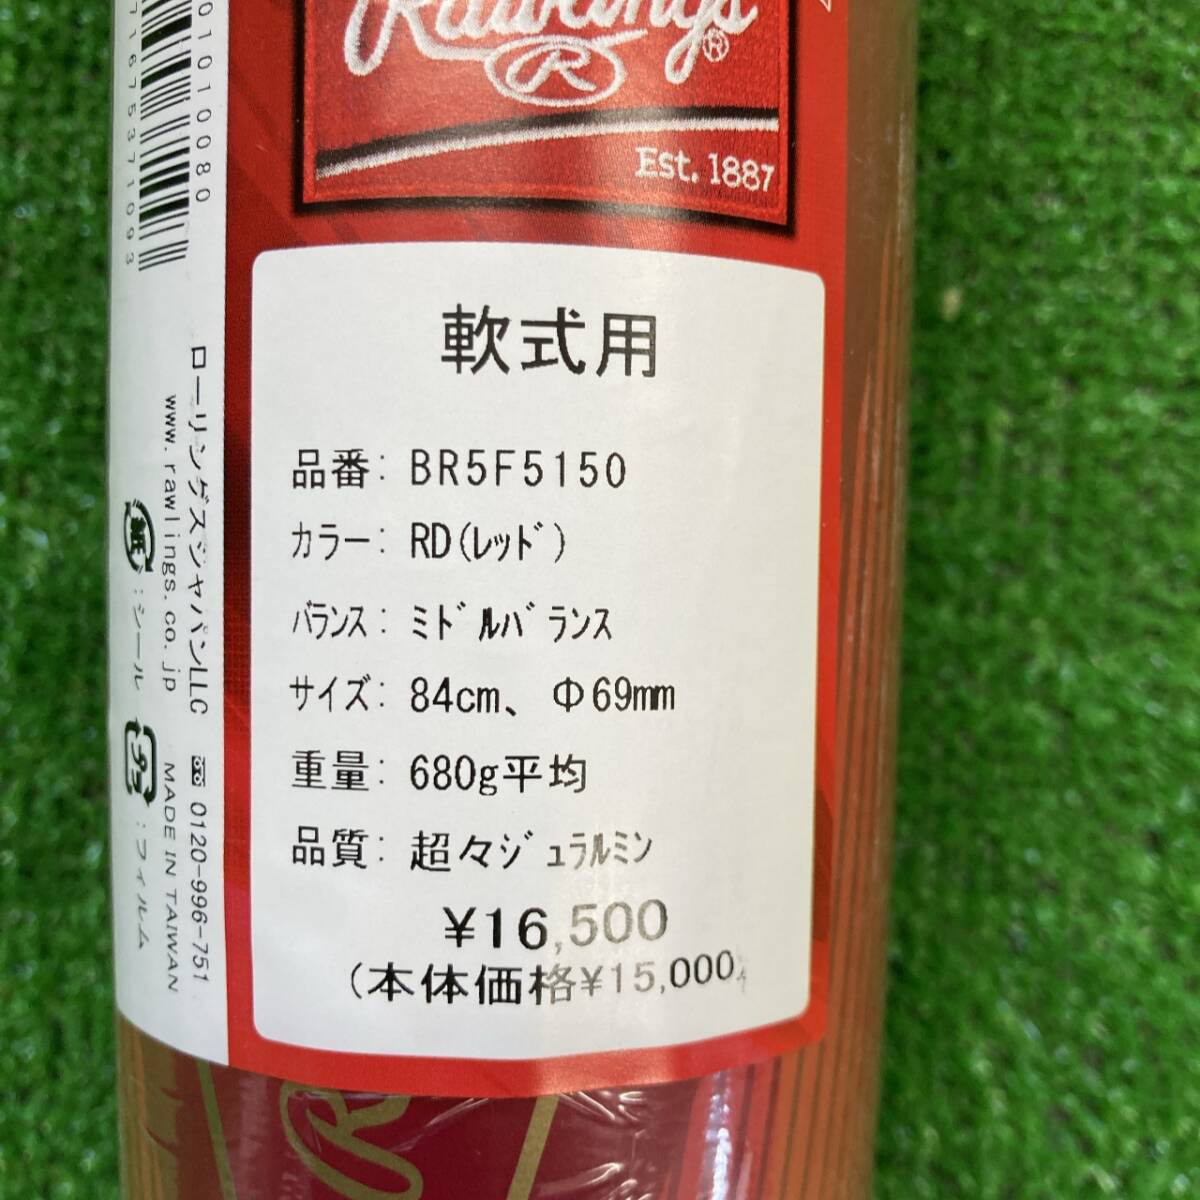 Rawlings®
R
Est. 1887
軟式用
品番: BR5F5150
カラー: RD(ﾚｯﾄﾞ)
ﾊﾞﾗﾝｽ: ﾐﾄﾞﾙﾊﾞﾗﾝｽ
サイズ: 84cm、Φ69mm
重量: 680g平均
品質: 超々ｼﾞｭﾗﾙﾐﾝ
¥16,500
(本体価格¥15,000
ローリングスジャパンLLC 0120-996-751
www.rawlings.co.jp MADE IN TAIWAN
紙:シール プラ:フィルム
R